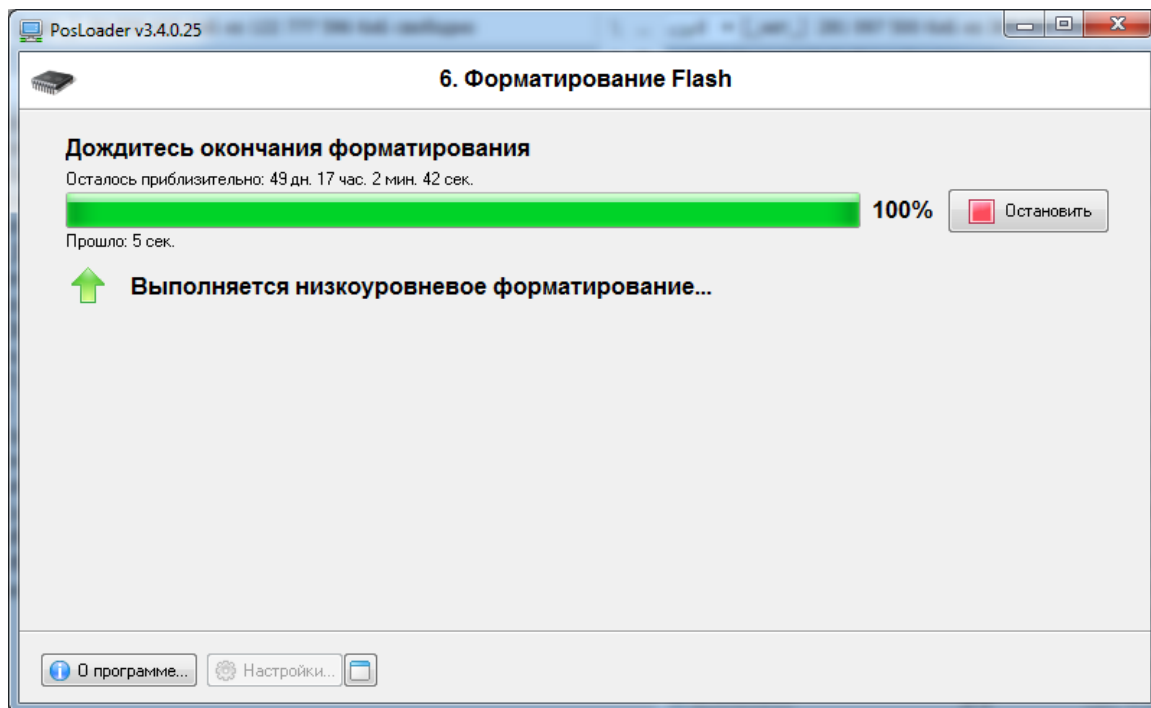 PosLoader v3.4.0.25
6. Форматирование Flash
Дождитесь окончания форматирования
Осталось приблизительно: 49 дн. 17 час. 2 мин. 42 сек.
100%
Остановить
Прошло: 5 сек.
Выполняется низкоуровневое форматирование...
О программе...
Настройки...